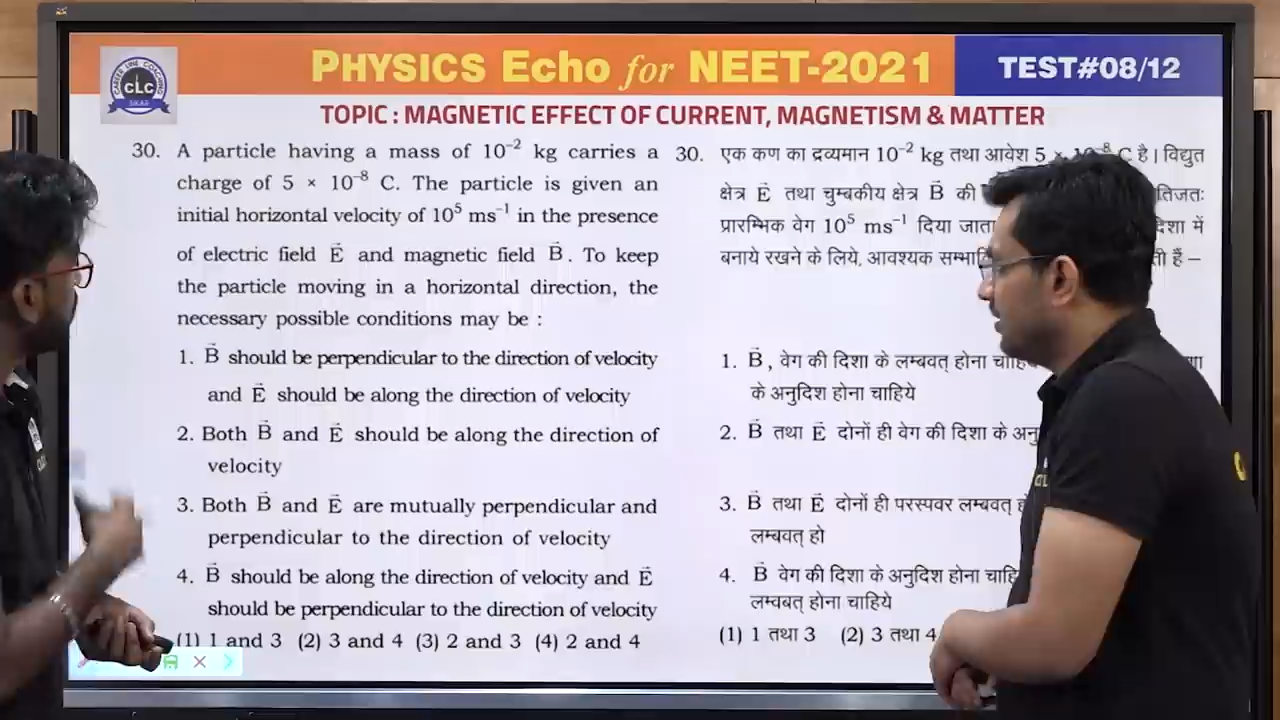 PHYSICS Echo for NEET-2021
TEST#08/12
CAREER LINE COACHING
CLC
SIKAR
TOPIC : MAGNETIC EFFECT OF CURRENT, MAGNETISM & MATTER
30. A particle having a mass of 10⁻² kg carries a
charge of 5 × 10⁻⁸ C. The particle is given an
initial horizontal velocity of 10⁵ ms⁻¹ in the presence
of electric field E⃗ and magnetic field B⃗. To keep
the particle moving in a horizontal direction, the
necessary possible conditions may be :
1. B⃗ should be perpendicular to the direction of velocity
and E⃗ should be along the direction of velocity
2. Both B⃗ and E⃗ should be along the direction of
velocity
3. Both B⃗ and E⃗ are mutually perpendicular and
perpendicular to the direction of velocity
4. B⃗ should be along the direction of velocity and E⃗
should be perpendicular to the direction of velocity
(1) 1 and 3 (2) 3 and 4 (3) 2 and 3 (4) 2 and 4
30. एक कण का द्रव्यमान 10⁻² kg तथा आवेश 5 × 10⁻⁸ C है। विद्युत
क्षेत्र E⃗ तथा चुम्बकीय क्षेत्र B⃗ की
प्रारम्भिक वेग 10⁵ ms⁻¹ दिया में
बनाये रखने के लिये, आवश्यक हैं –
1. B⃗, वेग की दिशा के लम्बवत् होना
के अनुदिश होना चाहिये
2. B⃗ तथा E⃗ दोनों ही वेग की दिशा के
3. B⃗ तथा E⃗ दोनों ही परस्पवर लम्बवत्
लम्बवत् हो
4. B⃗ वेग की दिशा के अनुदिश होना
लम्वबत् होना चाहिये
(1) 1 तथा 3 (2) 3 तथा 4